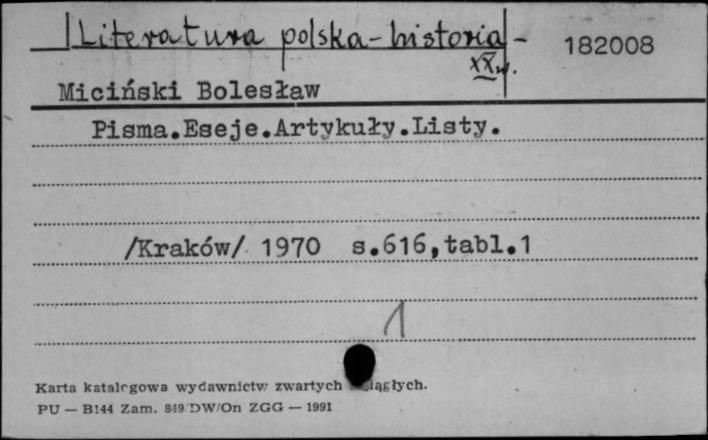 Literatura polska - historia - 182008
XX w.
Miciński Bolesław
Pisma.Eseje.Artykuły.Listy.
/Kraków/ 1970 s.616,tabl.1
1
Karta katalogowa wydawnictw zwartych ciągłych.
PU — B144 Zam. 849 DW/On ZGG — 1991